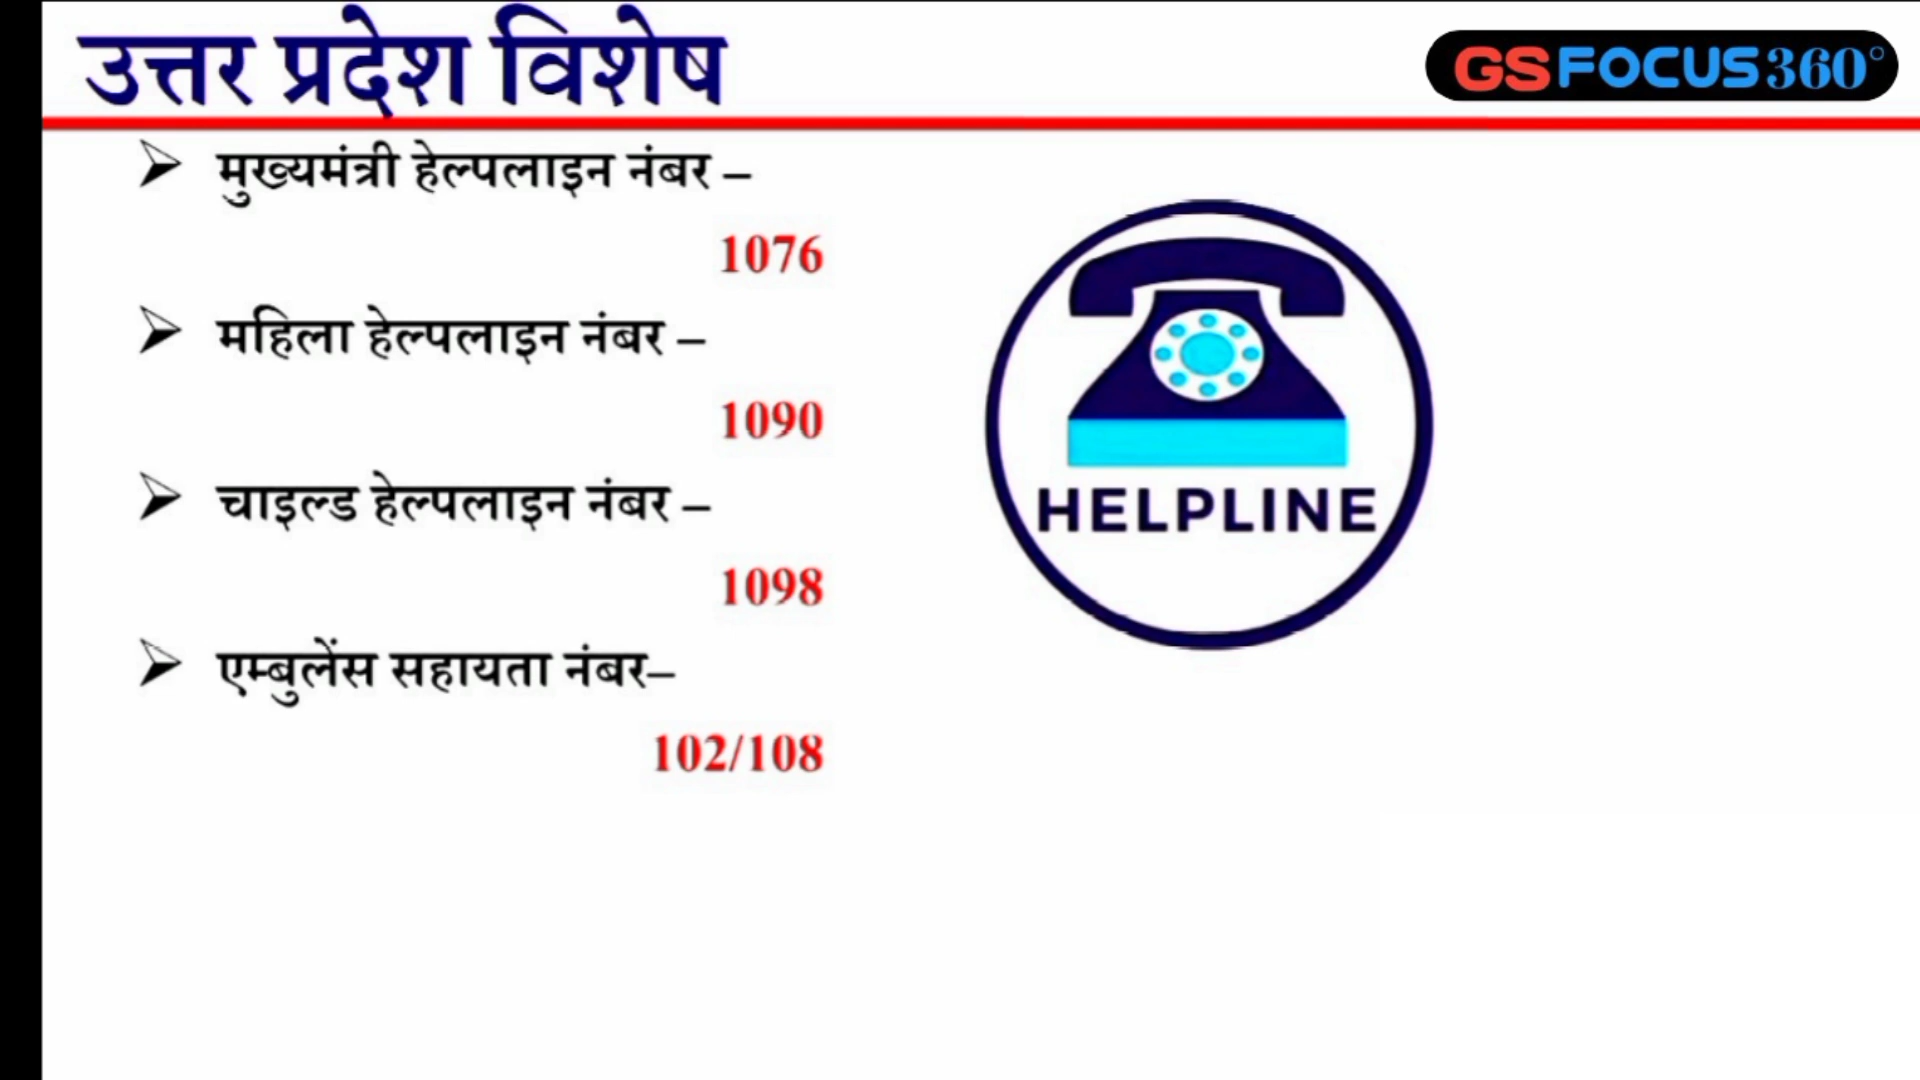 उत्तर प्रदेश विशेष
GSFOCUS360°
➢ मुख्यमंत्री हेल्पलाइन नंबर –
1076
➢ महिला हेल्पलाइन नंबर –
1090
➢ चाइल्ड हेल्पलाइन नंबर –
1098
➢ एम्बुलेंस सहायता नंबर–
102/108
HELPLINE